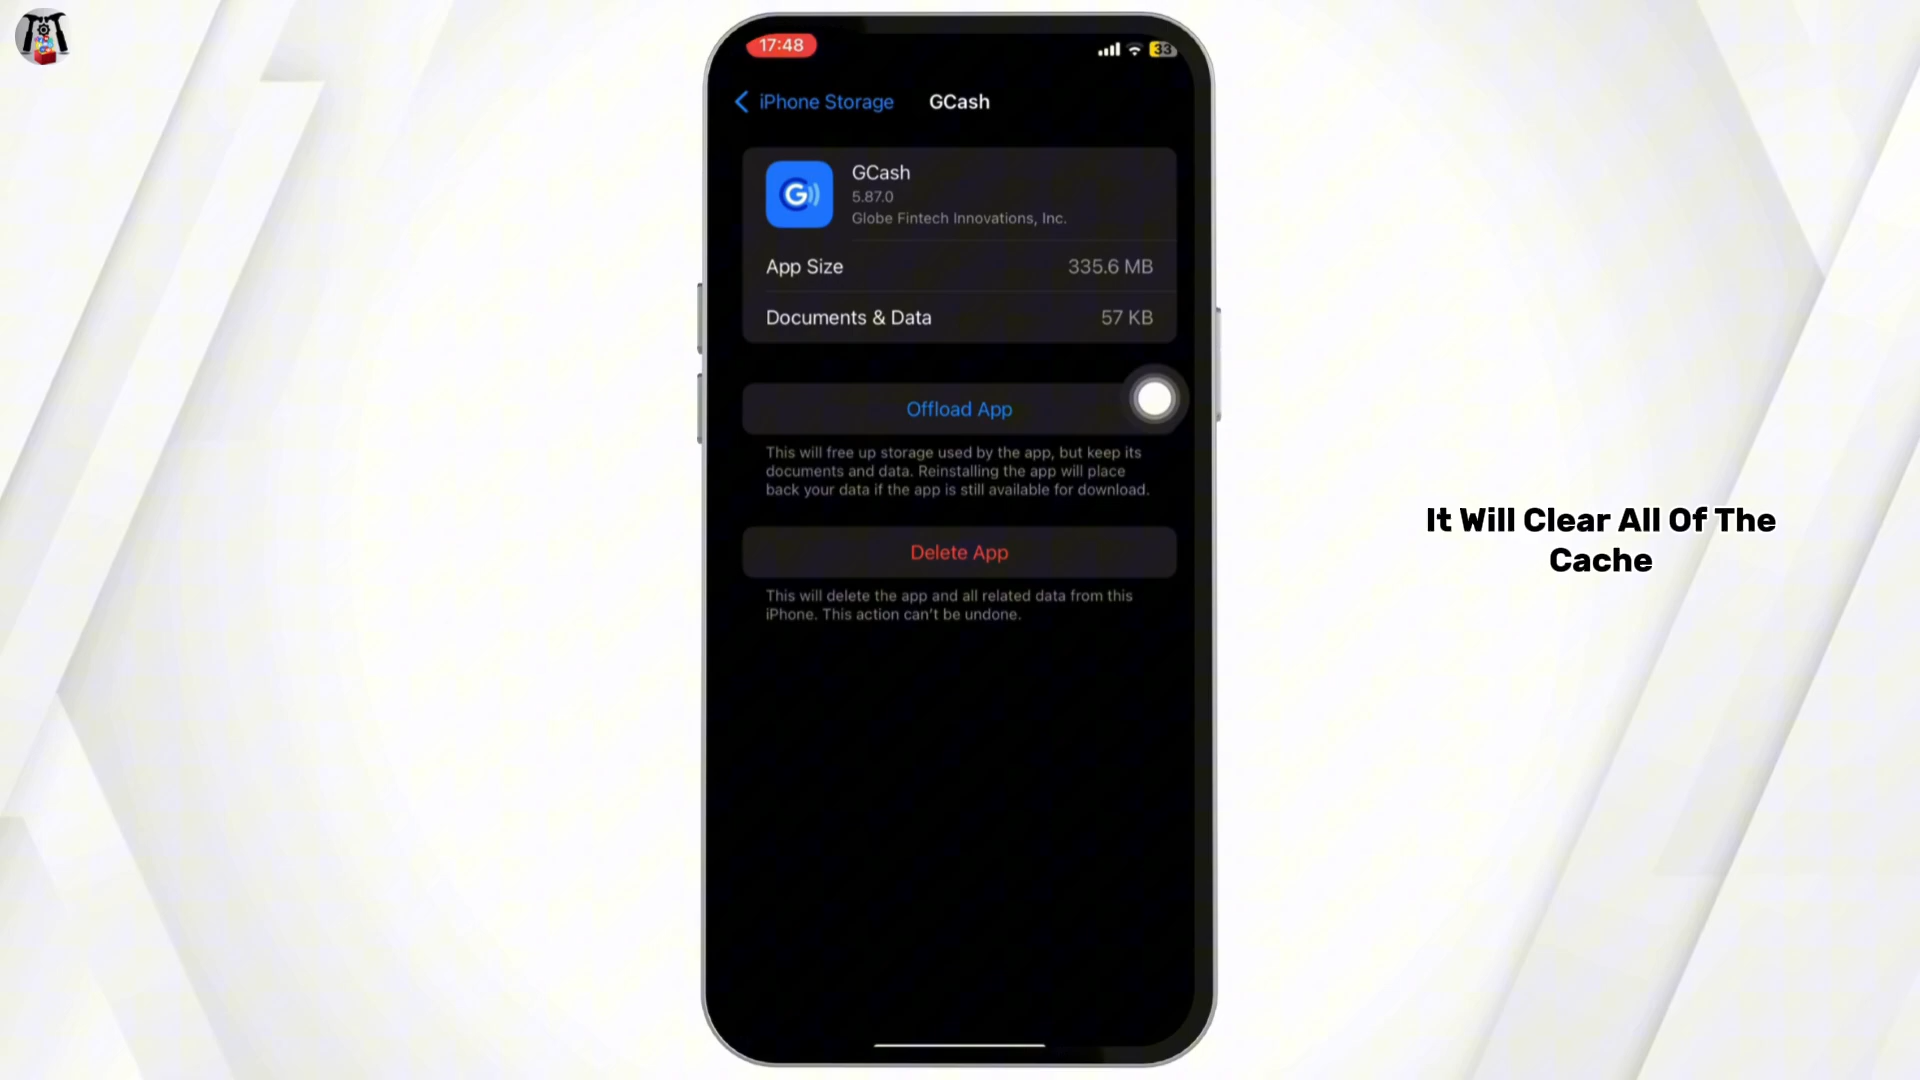 17:48
33
iPhone Storage
GCash
GCash
5.87.0
Globe Fintech Innovations, Inc.
App Size
335.6 MB
Documents & Data
57 KB
Offload App
This will free up storage used by the app, but keep its
documents and data. Reinstalling the app will place
back your data if the app is still available for download.
Delete App
This will delete the app and all related data from this
iPhone. This action can't be undone.
It Will Clear All Of The
Cache